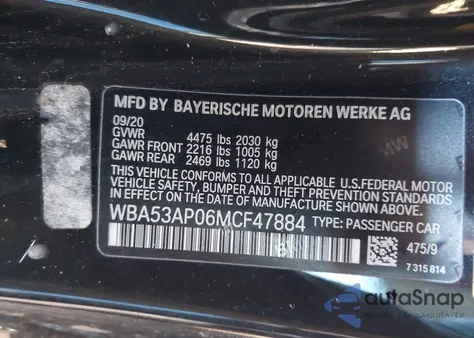 MFD BY BAYERISCHE MOTOREN WERKE AG
09/20
GVWR 4475 lbs 2030 kg
GAWR FRONT 2216 lbs 1005 kg
GAWR REAR 2469 lbs 1120 kg
THIS VEHICLE CONFORMS TO ALL APPLICABLE U.S.FEDERAL MOTOR
VEHICLE SAFETY, BUMPER, AND THEFT PREVENTION STANDARDS
IN EFFECT ON THE DATE OF MANUFACTURE SHOWN ABOVE.
WBA53AP06MCF47884 TYPE: PASSENGER CAR
475/9
7 315 814
autoSnap